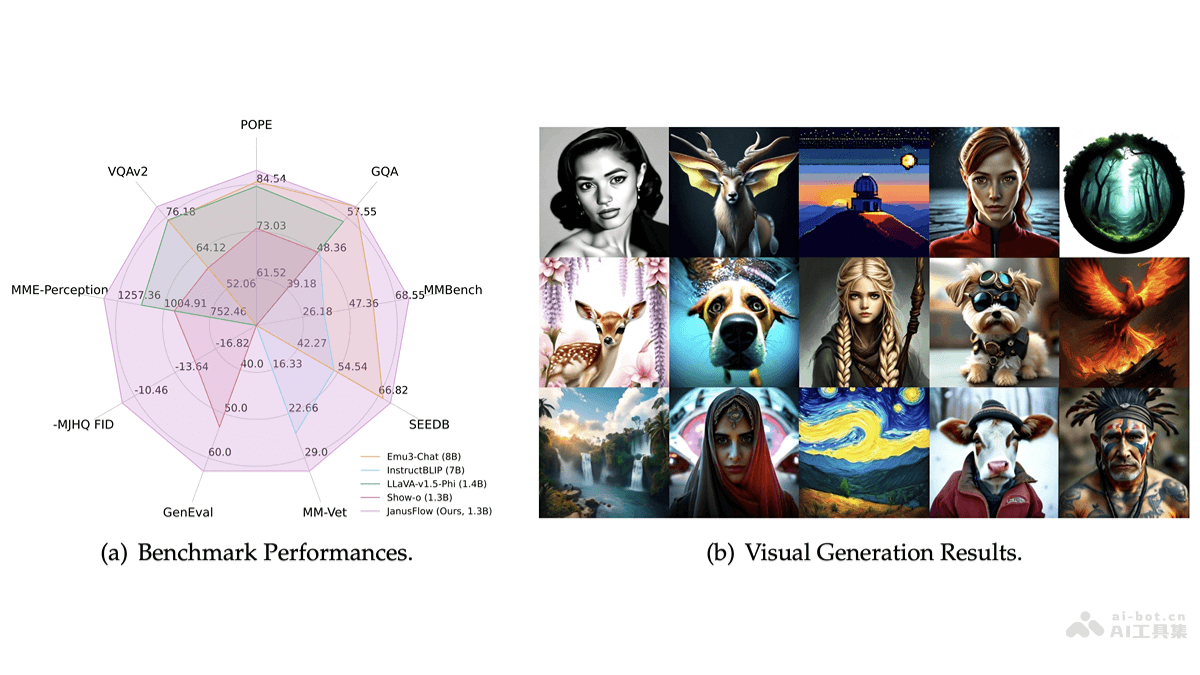 POPE
VQAv2
GQA
84.54
76.18
57.55
73.03
64.12
48.36
61.52
52.06
39.18
MME-Perception
1257.36
1004.91
752.46
26.18
47.36
68.55
MMBench
-16.82
42.27
-13.64
40.0
16.33
54.54
-10.46
66.82
50.0
22.66
-MJHQ FID
SEEDB
60.0
29.0
GenEval
MM-Vet
Emu3-Chat (8B)
InstructBLIP (7B)
LLaVA-v1.5-Phi (1.4B)
Show-o (1.3B)
JanusFlow (Ours, 1.3B)
(a) Benchmark Performances.
(b) Visual Generation Results.
ai-bot.cn
AI工具集